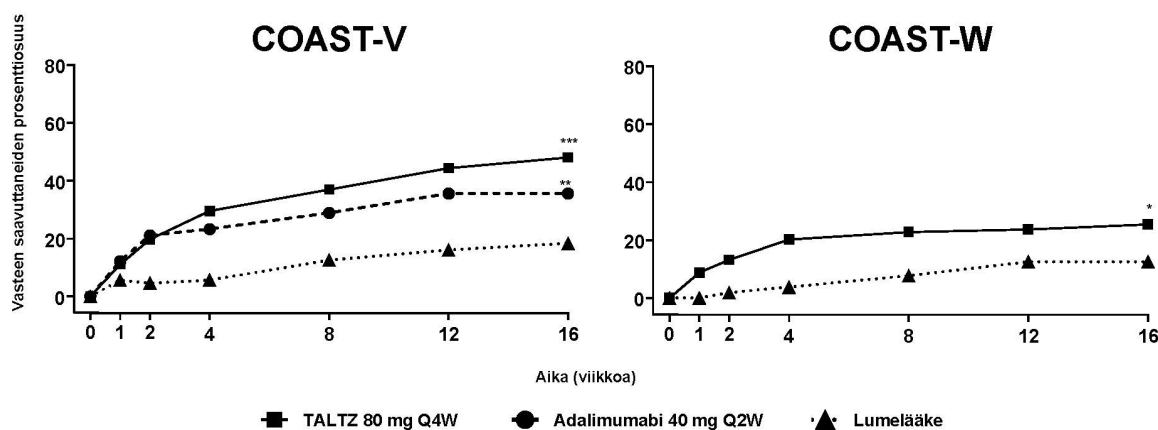 COAST-V
COAST-W
Vasteen saavuttaneiden prosenttiosuus
80
60
40
20
0
***
**
0 1 2 4 8 12 16
80
60
40
20
0
*
0 1 2 4 8 12 16
Aika (viikkoa)
TALTZ 80 mg Q4W Adalimumabi 40 mg Q2W Lumelääke